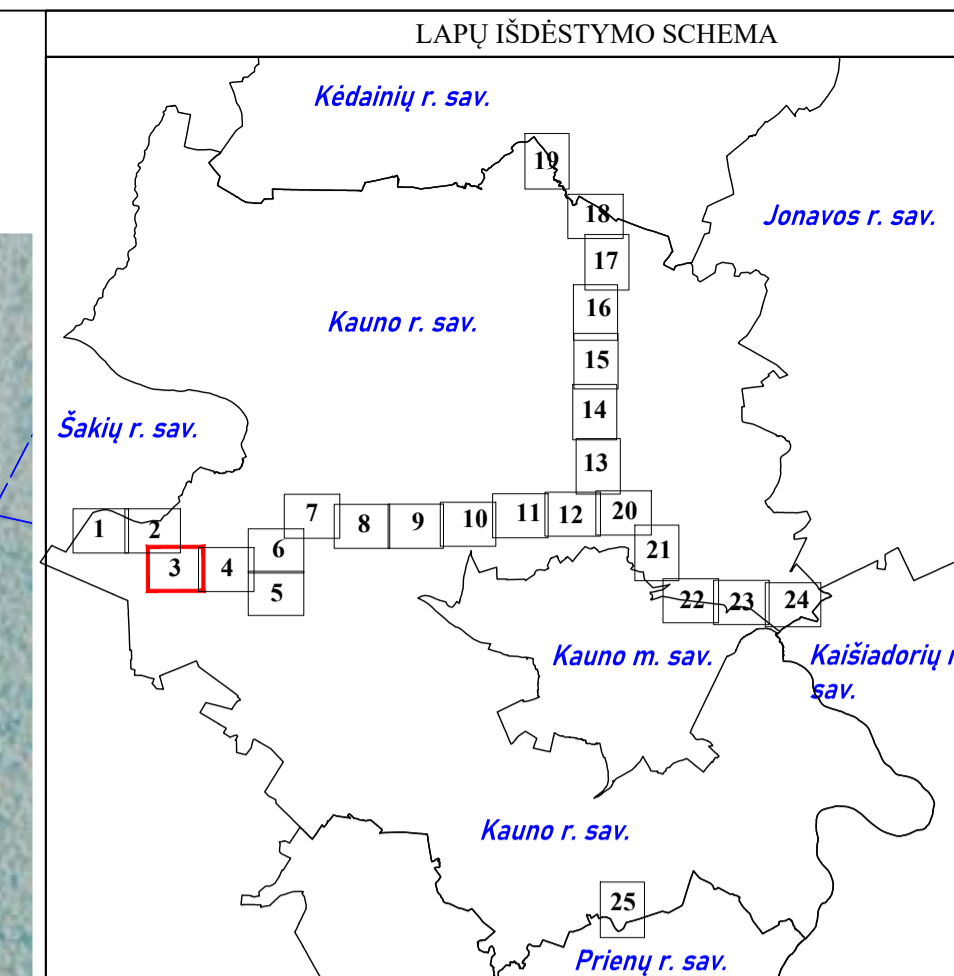 LAPŲ IŠDĖSTYMO SCHEMA
Kėdainių r. sav.
19
18
Jonavos r. sav.
17
16
Kauno r. sav.
15
14
Šakių r. sav.
13
1
2
7
8
9
10
11
12
20
6
21
3
4
5
22
23
24
Kauno m. sav.
Kaišiadorių
sav.
Kauno r. sav.
25
Prienų r. sav.